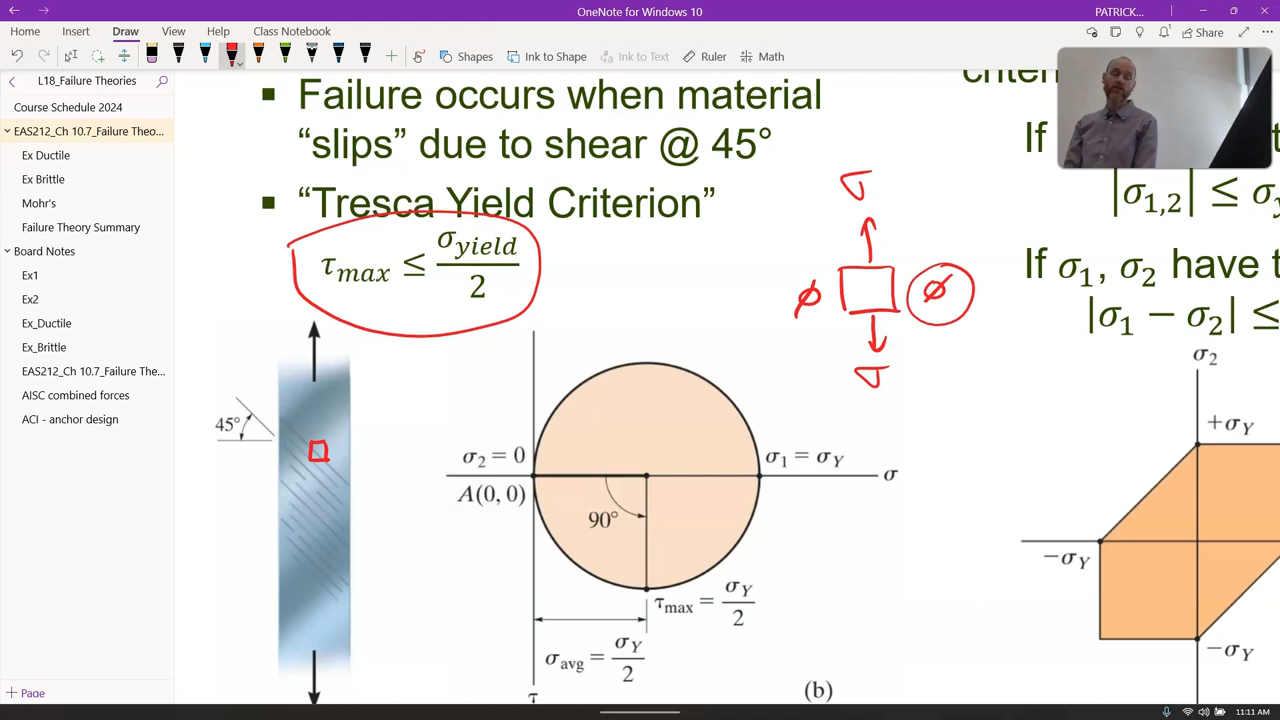 OneNote for Windows 10
PATRICK...
Home
Insert
Draw
View
Help
Class Notebook
Shapes
Ink to Shape
Ink to Text
Ruler
Math
Share
L18_Failure Theories
Course Schedule 2024
EAS212_Ch 10.7_Failure Theo...
Ex Ductile
Ex Brittle
Mohr's
Failure Theory Summary
Board Notes
Ex1
Ex2
Ex_Ductile
Ex_Brittle
EAS212_Ch 10.7_Failure Th...
AISC combined forces
ACI - anchor design
Page
▪ Failure occurs when material
“slips” due to shear @ 45°
▪ “Tresca Yield Criterion”
τmax ≤ σyield/2
σ
∅
∅
σ
45°
σ2 = 0
A(0, 0)
σ1 = σY
σ
90°
τmax = σY/2
σavg = σY/2
τ
(b)
If
|σ1,2| ≤ σy
If σ1, σ2 have t
|σ1 − σ2| ≤
σ2
+σY
−σY
−σY
11:11 AM